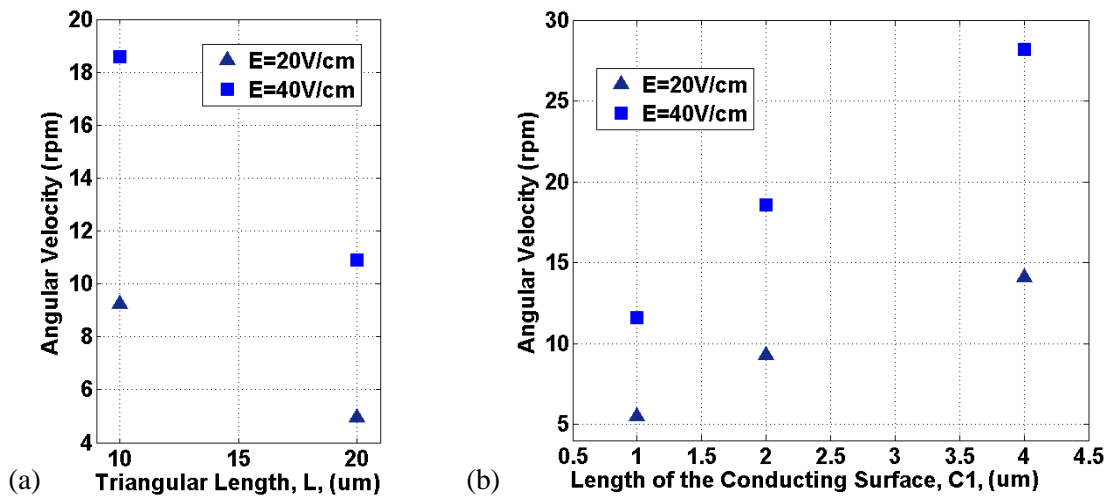 20
18
16
14
12
10
8
6
4
Angular Velocity (rpm)
E=20V/cm
E=40V/cm
10 15 20
(a) Triangular Length, L, (um)
30
25
20
15
10
5
Angular Velocity (rpm)
E=20V/cm
E=40V/cm
0.5 1 1.5 2 2.5 3 3.5 4 4.5
(b) Length of the Conducting Surface, C1, (um)